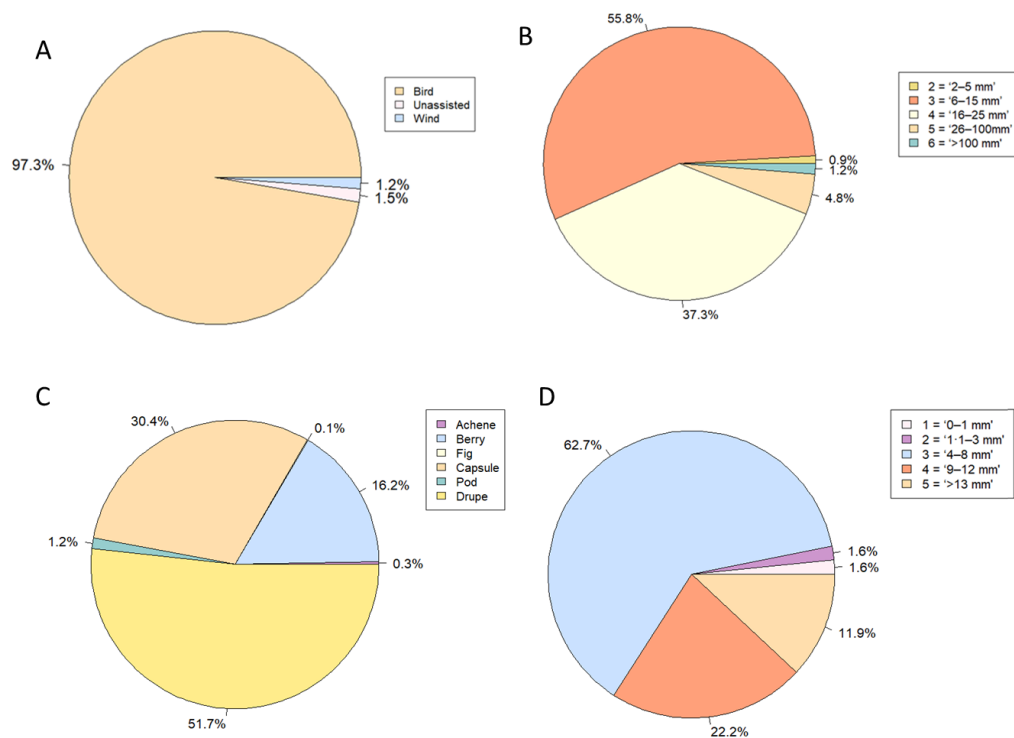 A
97.3%
1.2%
1.5%
Bird
Unassisted
Wind
B
55.8%
0.9%
1.2%
4.8%
37.3%
2 = ‘2–5 mm’
3 = ‘6–15 mm’
4 = ‘16–25 mm’
5 = ‘26–100mm’
6 = ‘>100 mm’
C
30.4%
0.1%
16.2%
0.3%
1.2%
51.7%
Achene
Berry
Fig
Capsule
Pod
Drupe
D
62.7%
1.6%
1.6%
11.9%
22.2%
1 = ‘0–1 mm’
2 = ‘1·1–3 mm’
3 = ‘4–8 mm’
4 = ‘9–12 mm’
5 = ‘>13 mm’